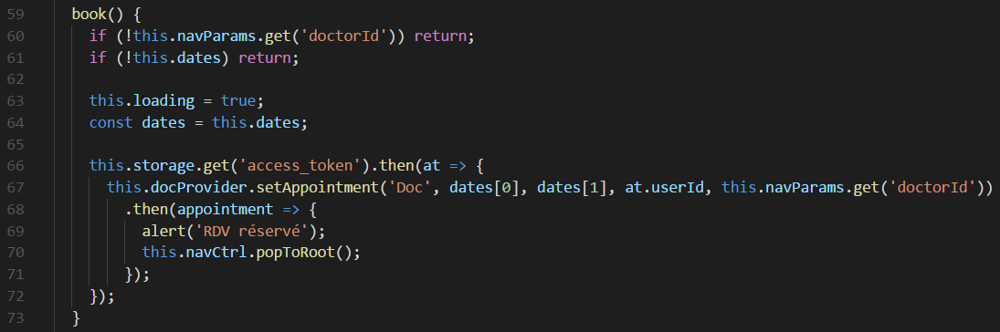 59 book() {
60 if (!this.navParams.get('doctorId')) return;
61 if (!this.dates) return;
62
63 this.loading = true;
64 const dates = this.dates;
65
66 this.storage.get('access_token').then(at => {
67 this.docProvider.setAppointment('Doc', dates[0], dates[1], at.userId, this.navParams.get('doctorId'))
68 .then(appointment => {
69 alert('RDV réservé');
70 this.navCtrl.popToRoot();
71 });
72 });
73 }